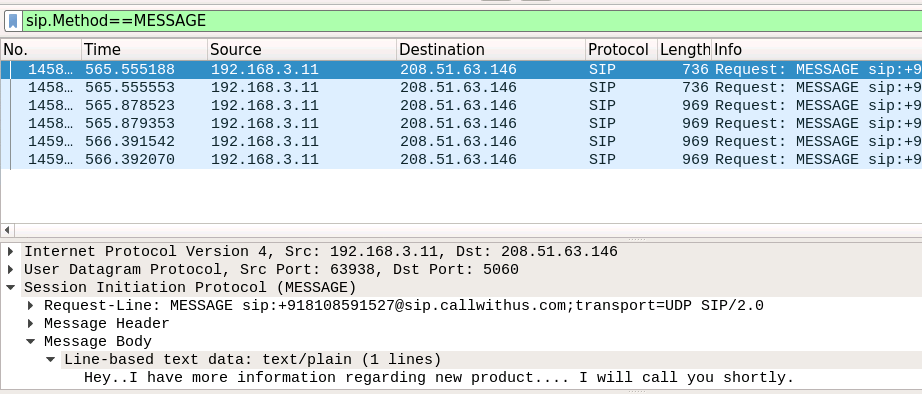 sip.Method==MESSAGE
No. Time Source Destination Protocol Length Info
1458… 565.555188 192.168.3.11 208.51.63.146 SIP 736 Request: MESSAGE sip:+9
1458… 565.555553 192.168.3.11 208.51.63.146 SIP 736 Request: MESSAGE sip:+9
1458… 565.878523 192.168.3.11 208.51.63.146 SIP 969 Request: MESSAGE sip:+9
1458… 565.879353 192.168.3.11 208.51.63.146 SIP 969 Request: MESSAGE sip:+9
1459… 566.391542 192.168.3.11 208.51.63.146 SIP 969 Request: MESSAGE sip:+9
1459… 566.392070 192.168.3.11 208.51.63.146 SIP 969 Request: MESSAGE sip:+9
Internet Protocol Version 4, Src: 192.168.3.11, Dst: 208.51.63.146
User Datagram Protocol, Src Port: 63938, Dst Port: 5060
Session Initiation Protocol (MESSAGE)
Request-Line: MESSAGE sip:+918108591527@sip.callwithus.com;transport=UDP SIP/2.0
Message Header
Message Body
Line-based text data: text/plain (1 lines)
Hey..I have more information regarding new product.... I will call you shortly.